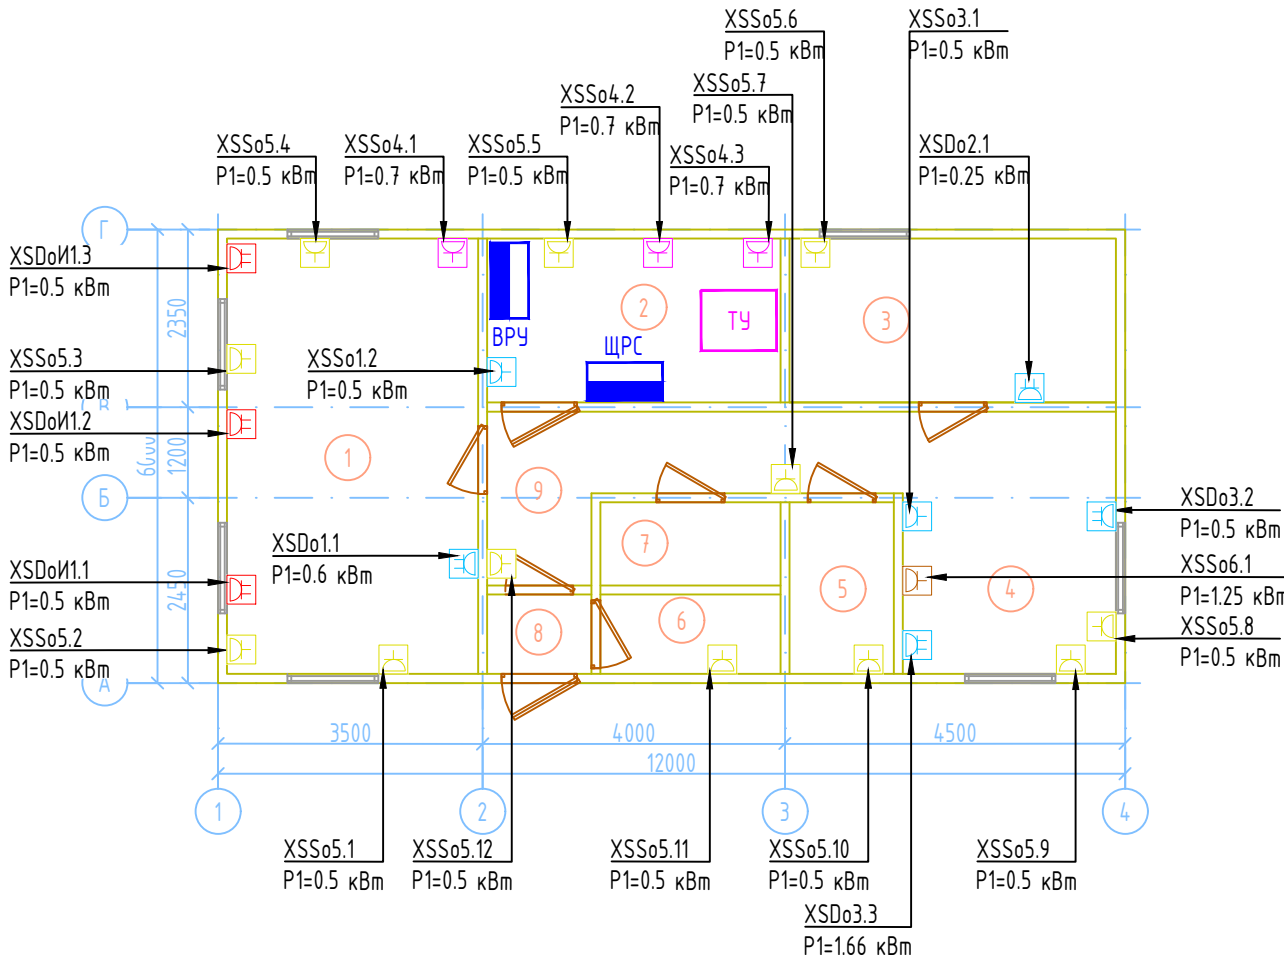 XSSo5.6
P1=0.5 кВт
XSSo3.1
P1=0.5 кВт
XSSo4.2
P1=0.7 кВт
XSSo5.7
P1=0.5 кВт
XSSo5.4
P1=0.5 кВт
XSSo4.1
P1=0.7 кВт
XSSo5.5
P1=0.5 кВт
XSSo4.3
P1=0.7 кВт
XSDo2.1
P1=0.25 кВт
Г
XSDoИ1.3
P1=0.5 кВт
2350
ВРУ
ЩРС
2
ТУ
3
XSSo5.3
P1=0.5 кВт
XSSo1.2
P1=0.5 кВт
В
XSDoИ1.2
P1=0.5 кВт
6000
1200
1
9
Б
XSDo3.2
P1=0.5 кВт
XSDo1.1
P1=0.6 кВт
7
XSSo6.1
P1=1.25 кВт
XSDoИ1.1
P1=0.5 кВт
2450
5
4
XSSo5.2
P1=0.5 кВт
8
6
XSSo5.8
P1=0.5 кВт
А
3500
4000
4500
12000
1
2
3
4
XSSo5.1
P1=0.5 кВт
XSSo5.12
P1=0.5 кВт
XSSo5.11
P1=0.5 кВт
XSSo5.10
P1=0.5 кВт
XSSo5.9
P1=0.5 кВт
XSDo3.3
P1=1.66 кВт